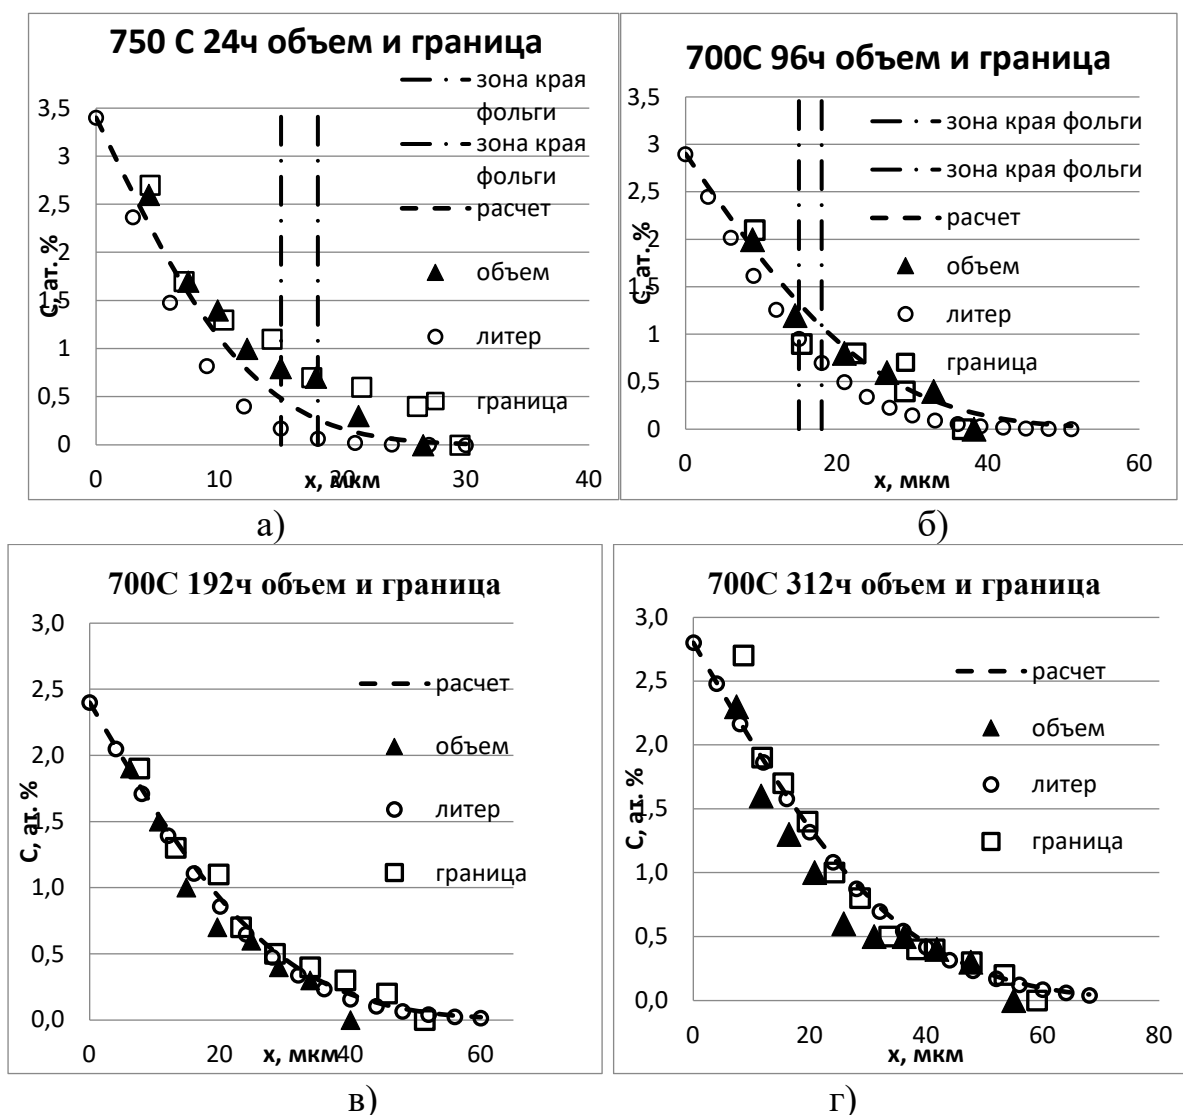 750 С 24ч объем и граница
зона края
фольги
зона края
фольги
расчет
объем
литер
граница
С, ат. %
3,5
3
2,5
2
1,5
1
0,5
0
0
10
20
30
40
х, мкм
а)
700С 96ч объем и граница
зона края фольги
зона края фольги
расчет
объем
литер
граница
С, ат. %
3,5
3
2,5
2
1,5
1
0,5
0
0
20
40
60
х, мкм
б)
700С 192ч объем и граница
расчет
объем
литер
граница
С, ат. %
3,0
2,5
2,0
1,5
1,0
0,5
0,0
0
20
40
60
х, мкм
в)
700С 312ч объем и граница
расчет
объем
литер
граница
С, ат. %
3,0
2,5
2,0
1,5
1,0
0,5
0,0
0
20
40
60
80
х, мкм
г)